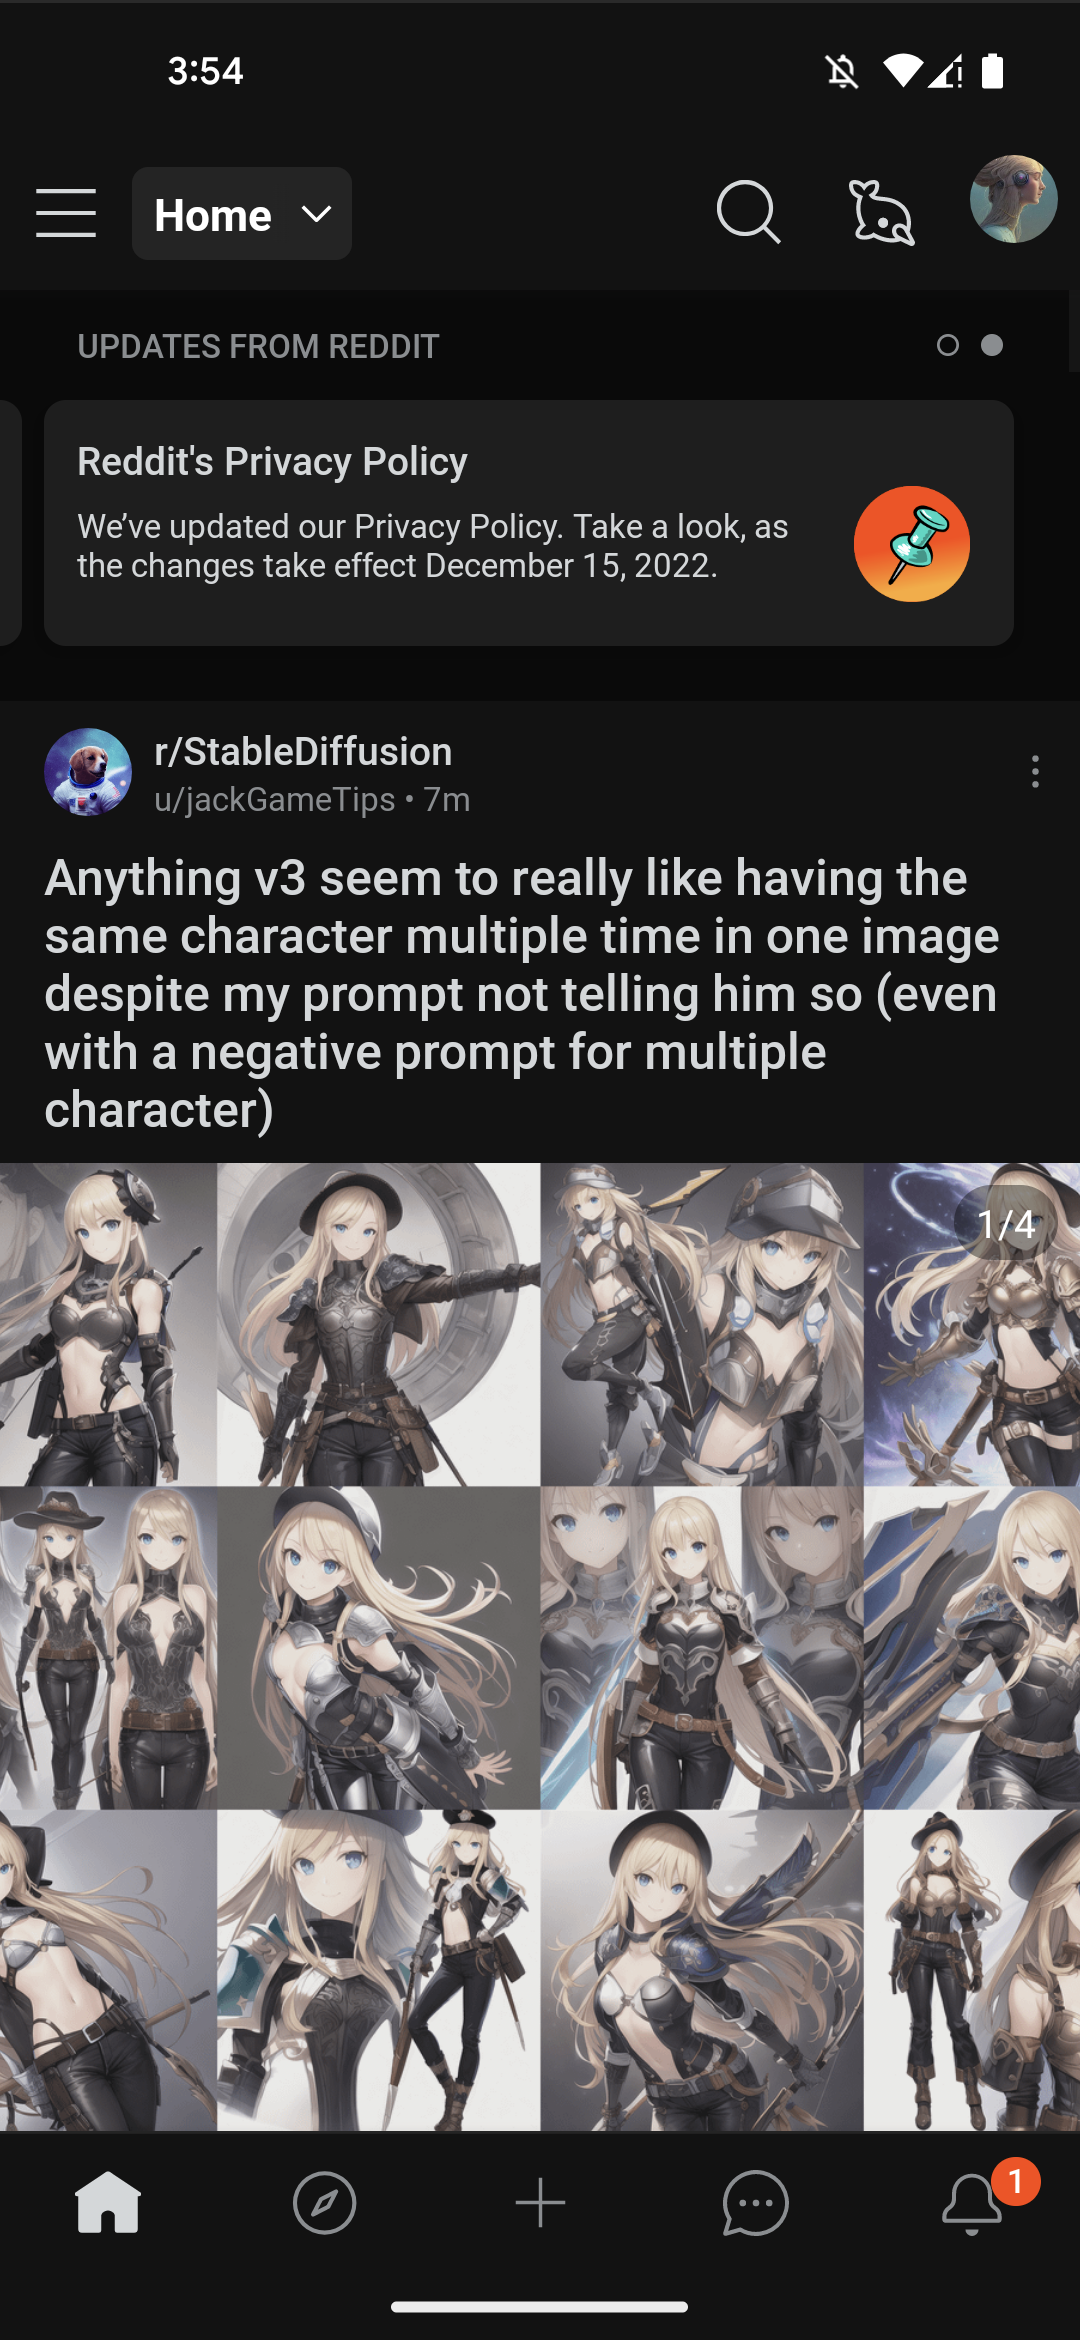 3:54
Home
UPDATES FROM REDDIT
Reddit's Privacy Policy
We’ve updated our Privacy Policy. Take a look, as
the changes take effect December 15, 2022.
r/StableDiffusion
u/jackGameTips • 7m
Anything v3 seem to really like having the
same character multiple time in one image
despite my prompt not telling him so (even
with a negative prompt for multiple
character)
1/4
1